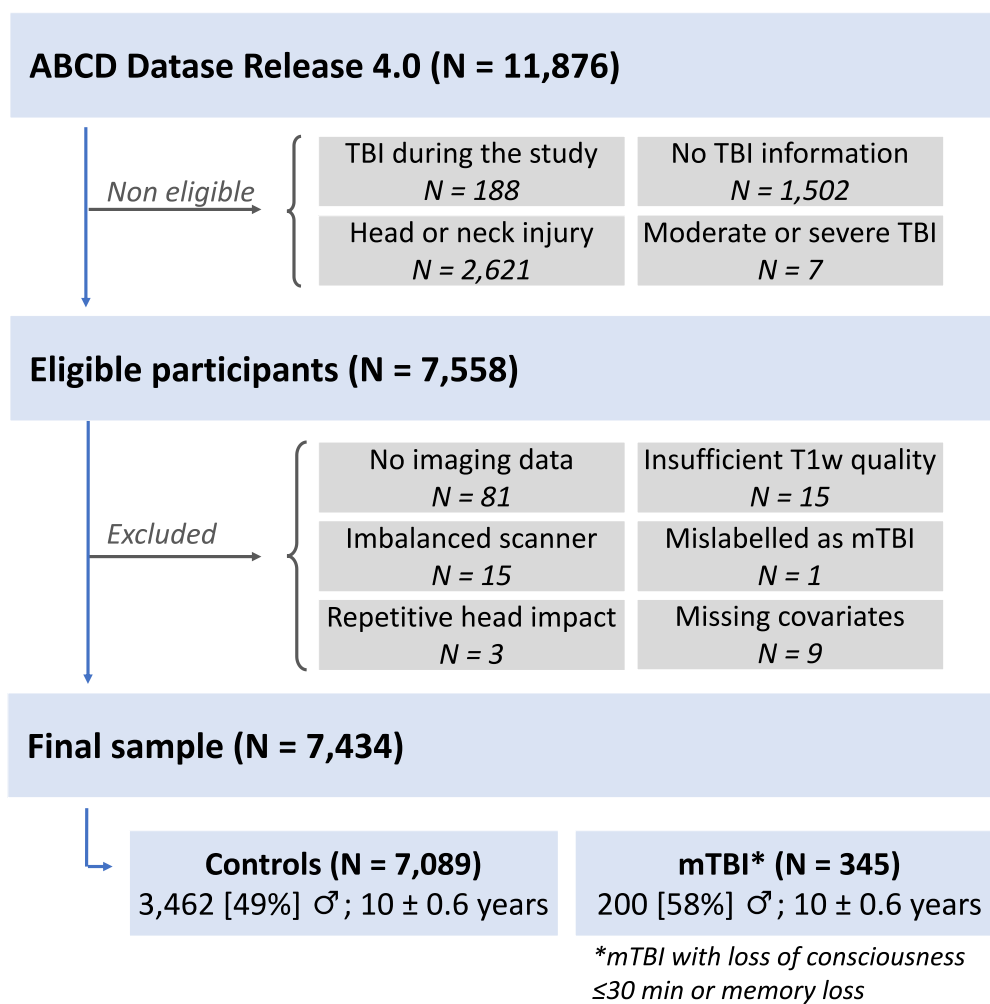 ABCD Datase Release 4.0 (N = 11,876)
Non eligible
TBI during the study
N = 188
No TBI information
N = 1,502
Head or neck injury
N = 2,621
Moderate or severe TBI
N = 7
Eligible participants (N = 7,558)
Excluded
No imaging data
N = 81
Insufficient T1w quality
N = 15
Imbalanced scanner
N = 15
Mislabelled as mTBI
N = 1
Repetitive head impact
N = 3
Missing covariates
N = 9
Final sample (N = 7,434)
Controls (N = 7,089)
3,462 [49%] ♂; 10 ± 0.6 years
mTBI* (N = 345)
200 [58%] ♂; 10 ± 0.6 years
*mTBI with loss of consciousness
≤30 min or memory loss